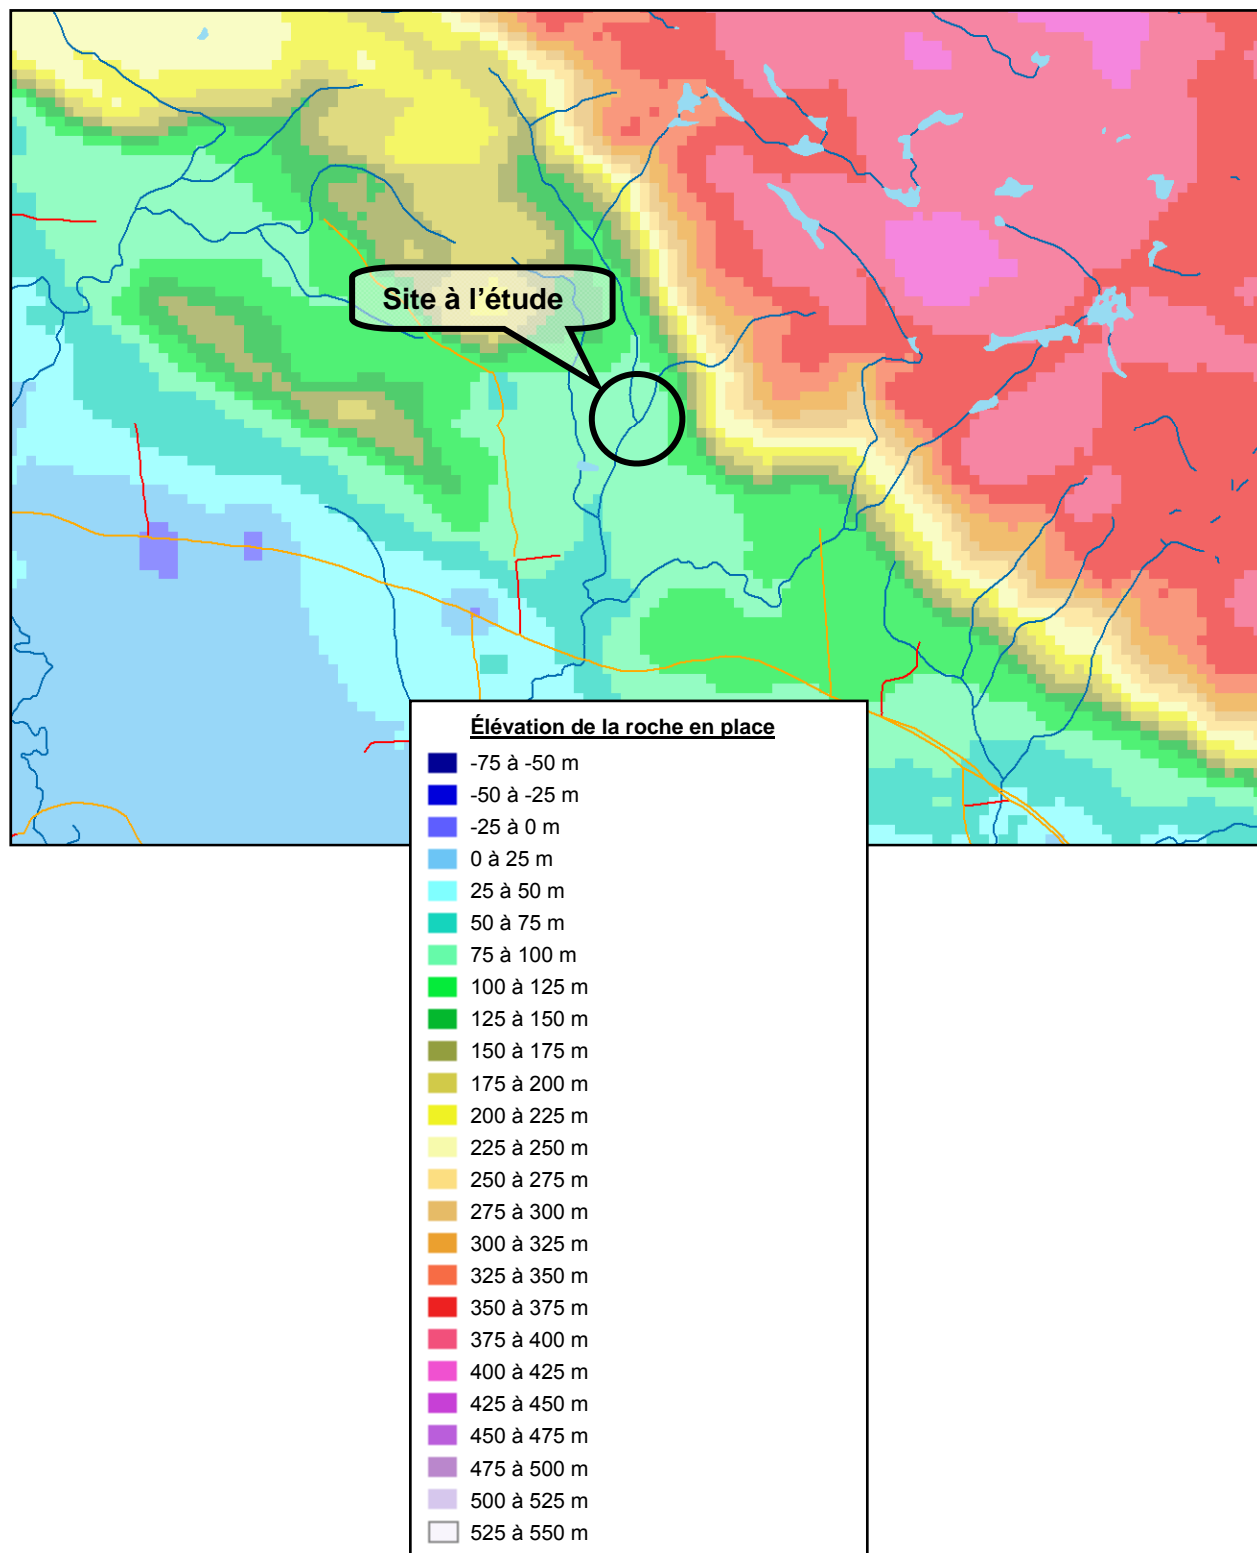 Site à l'étude
Élévation de la roche en place
-75 à -50 m
-50 à -25 m
-25 à 0 m
0 à 25 m
25 à 50 m
50 à 75 m
75 à 100 m
100 à 125 m
125 à 150 m
150 à 175 m
175 à 200 m
200 à 225 m
225 à 250 m
250 à 275 m
275 à 300 m
300 à 325 m
325 à 350 m
350 à 375 m
375 à 400 m
400 à 425 m
425 à 450 m
450 à 475 m
475 à 500 m
500 à 525 m
525 à 550 m